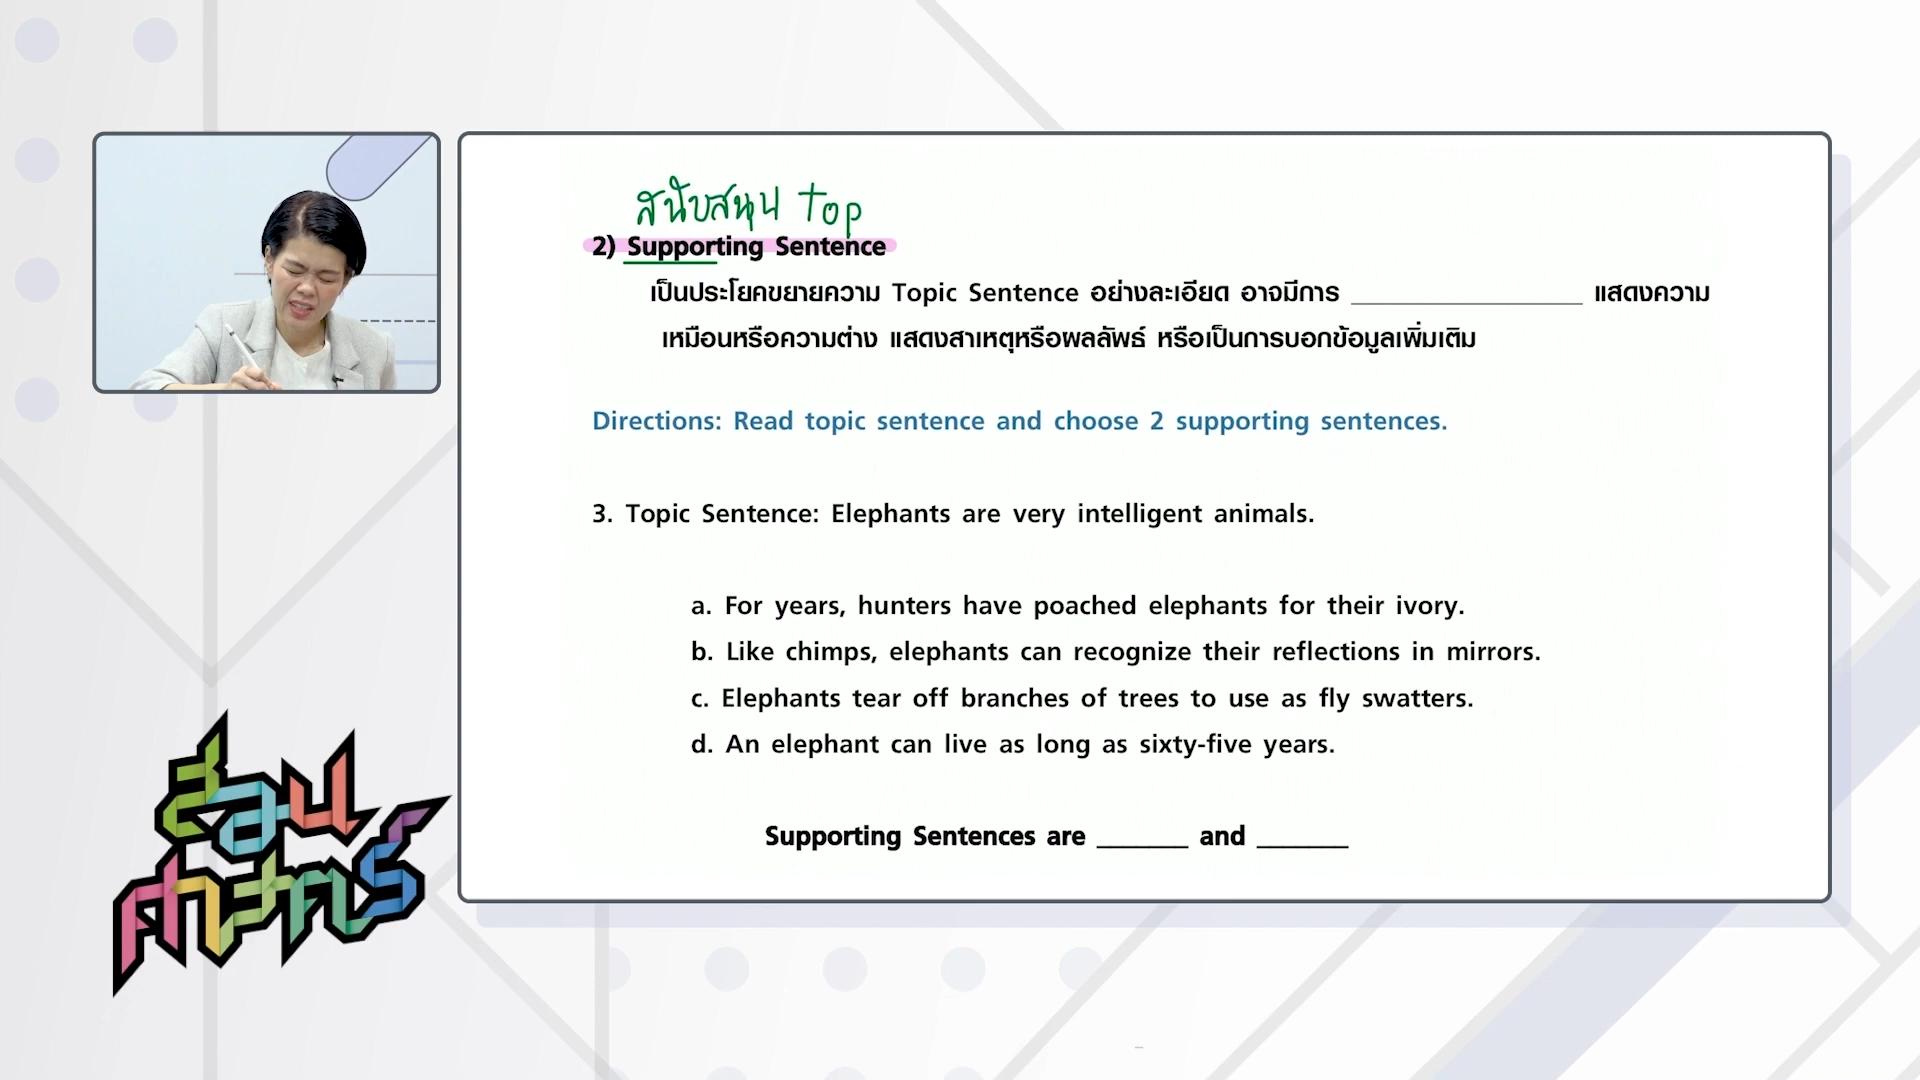 สนับสนุน Top
2) Supporting Sentence
เป็นประโยคขยายความ Topic Sentence อย่างละเอียด อาจมีการ ________________ แสดงความ
เหมือนหรือความต่าง แสดงสาเหตุหรือผลลัพธ์ หรือเป็นการบอกข้อมูลเพิ่มเติม
Directions: Read topic sentence and choose 2 supporting sentences.
3. Topic Sentence: Elephants are very intelligent animals.
a. For years, hunters have poached elephants for their ivory.
b. Like chimps, elephants can recognize their reflections in mirrors.
c. Elephants tear off branches of trees to use as fly swatters.
d. An elephant can live as long as sixty-five years.
Supporting Sentences are _______ and _______
สอน
ศาสตร์